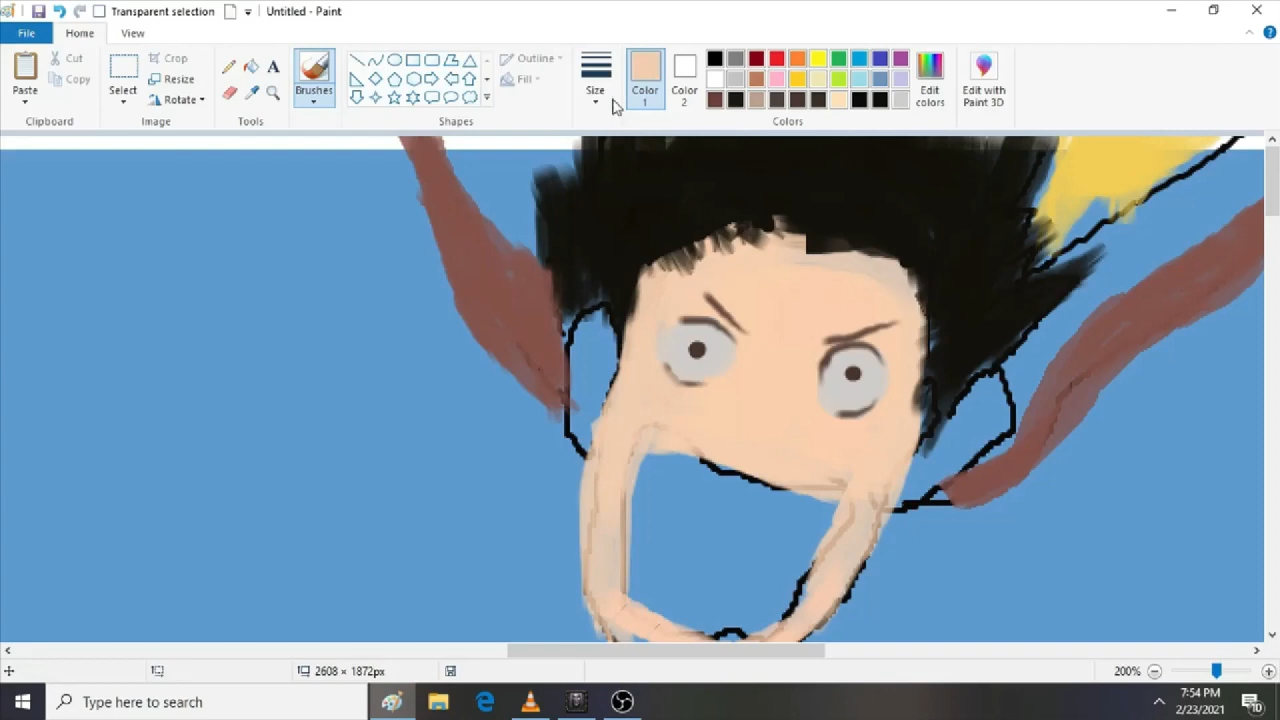 Transparent selection
Untitled - Paint
File
Home
View
Paste
Cut
Copy
Clipboard
Select
Crop
Resize
Rotate
Image
A
Tools
Brushes
Outline
Fill
Shapes
Size
Color
1
Color
2
Colors
Edit
colors
Edit with
Paint 3D
2608 × 1872px
200%
Type here to search
7:54 PM
2/23/2021
10